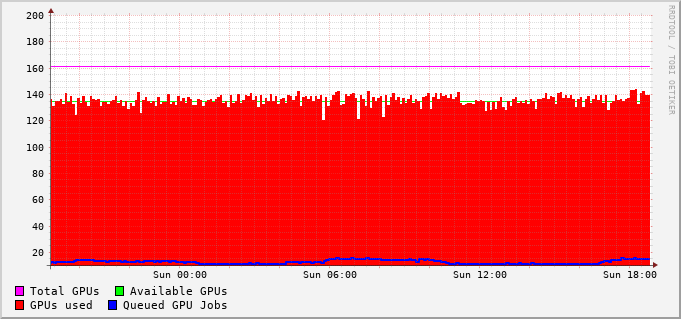 200
180
160
140
120
100
80
60
40
20
Sun 00:00 Sun 06:00 Sun 12:00 Sun 18:00
Total GPUs Available GPUs
GPUs used Queued GPU Jobs
RRDTOOL / TOBI OETIKER